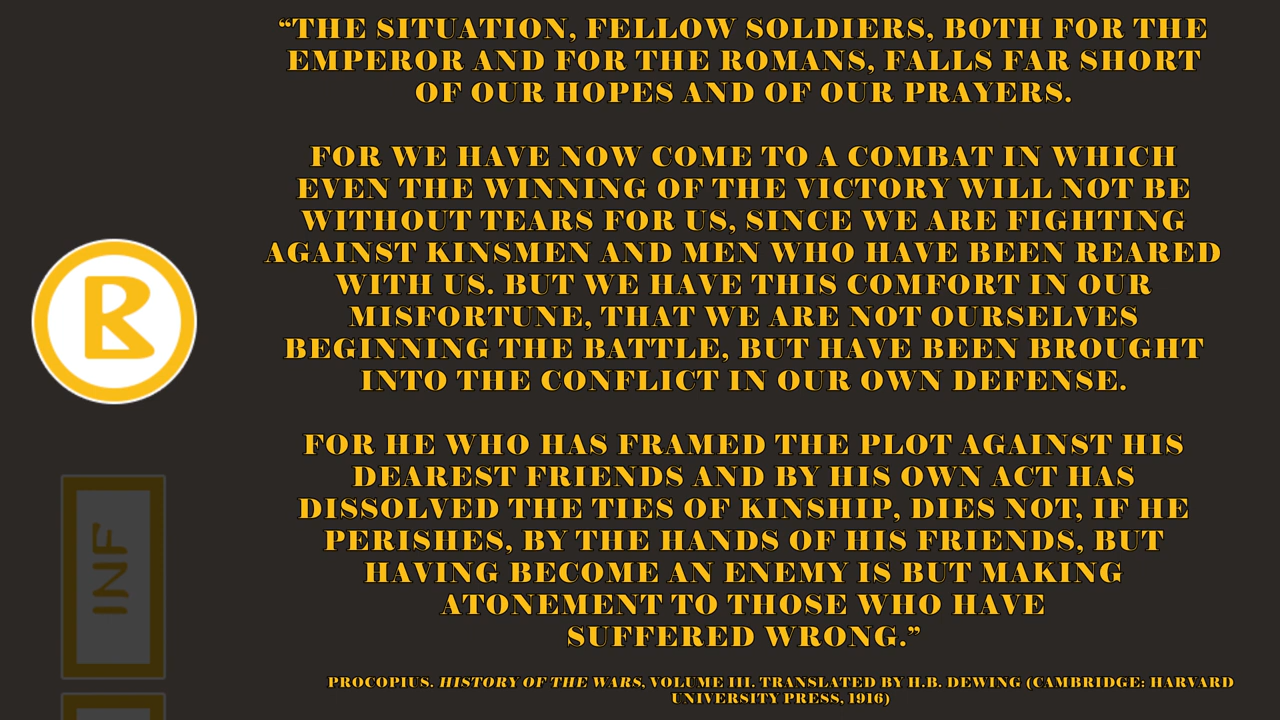 “THE SITUATION, FELLOW SOLDIERS, BOTH FOR THE
EMPEROR AND FOR THE ROMANS, FALLS FAR SHORT
OF OUR HOPES AND OF OUR PRAYERS.
FOR WE HAVE NOW COME TO A COMBAT IN WHICH
EVEN THE WINNING OF THE VICTORY WILL NOT BE
WITHOUT TEARS FOR US, SINCE WE ARE FIGHTING
AGAINST KINSMEN AND MEN WHO HAVE BEEN REARED
WITH US. BUT WE HAVE THIS COMFORT IN OUR
MISFORTUNE, THAT WE ARE NOT OURSELVES
BEGINNING THE BATTLE, BUT HAVE BEEN BROUGHT
INTO THE CONFLICT IN OUR OWN DEFENSE.
FOR HE WHO HAS FRAMED THE PLOT AGAINST HIS
DEAREST FRIENDS AND BY HIS OWN ACT HAS
DISSOLVED THE TIES OF KINSHIP, DIES NOT, IF HE
PERISHES, BY THE HANDS OF HIS FRIENDS, BUT
HAVING BECOME AN ENEMY IS BUT MAKING
ATONEMENT TO THOSE WHO HAVE
SUFFERED WRONG.”
PROCOPIUS. HISTORY OF THE WARS, VOLUME III. TRANSLATED BY H.B. DEWING (CAMBRIDGE: HARVARD
UNIVERSITY PRESS, 1916)
R
INF